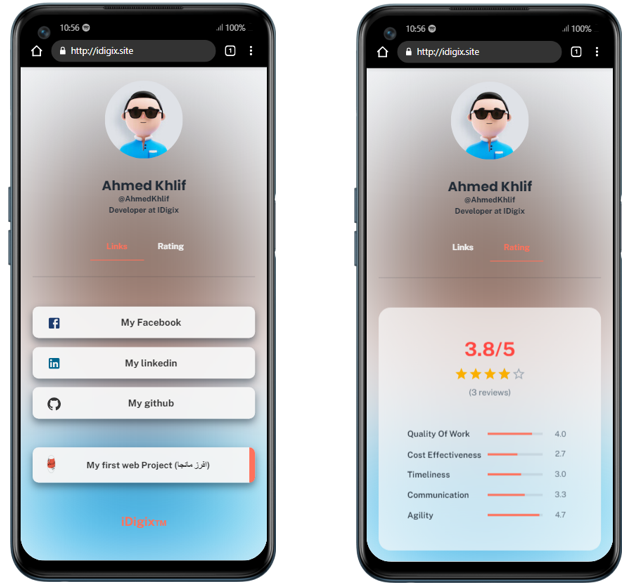 10:56
100%
http://idigix.site
1
Ahmed Khlif
@AhmedKhlif
Developer at IDigix
Links
Rating
My Facebook
My linkedin
My github
My first web Project (افرز مانجا)
IDigix™
10:56
100%
http://idigix.site
1
Ahmed Khlif
@AhmedKhlif
Developer at IDigix
Links
Rating
3.8/5
(3 reviews)
Quality Of Work 4.0
Cost Effectiveness 2.7
Timeliness 3.0
Communication 3.3
Agility 4.7